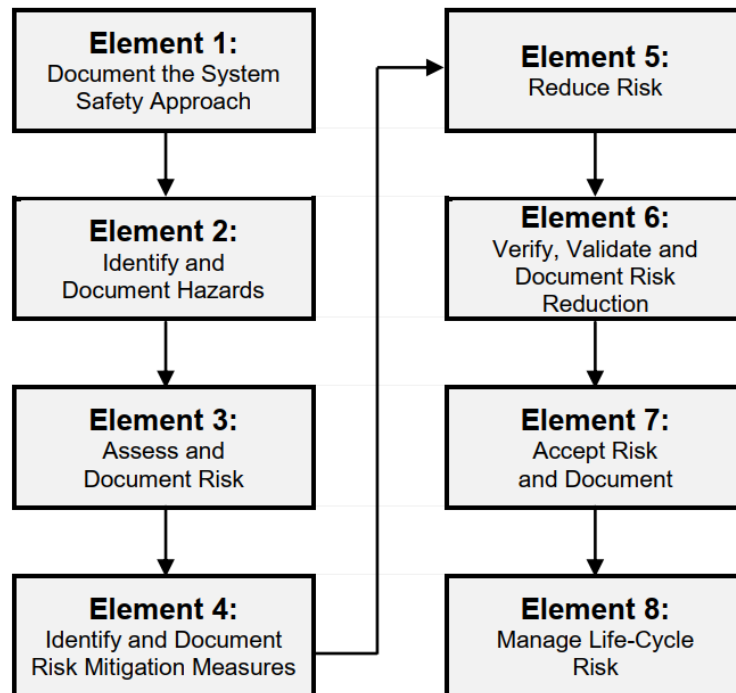 Element 1:
Document the System
Safety Approach
Element 2:
Identify and
Document Hazards
Element 3:
Assess and
Document Risk
Element 4:
Identify and Document
Risk Mitigation Measures
Element 5:
Reduce Risk
Element 6:
Verify, Validate and
Document Risk
Reduction
Element 7:
Accept Risk
and Document
Element 8:
Manage Life-Cycle
Risk